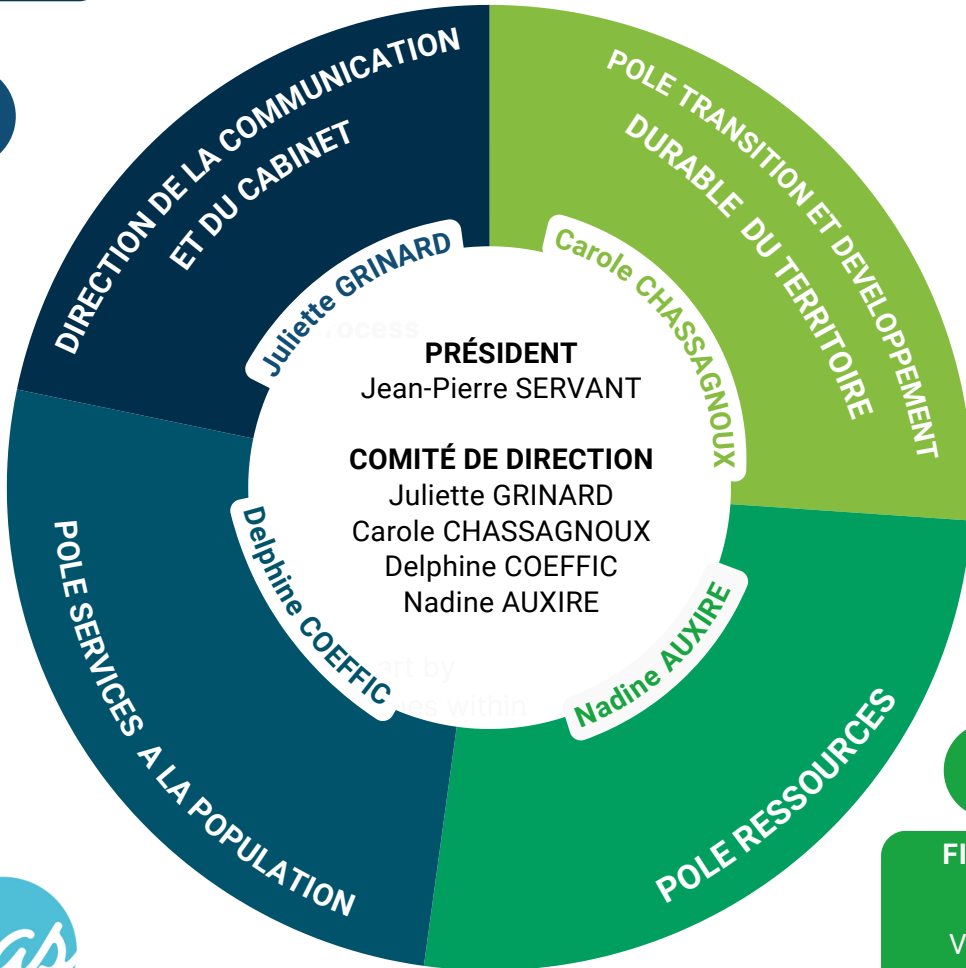 DIRECTION DE LA COMMUNICATION
ET DU CABINET
Juliette GRINARD
POLE TRANSITION ET DEVELOPPEMENT
DURABLE DU TERRITOIRE
Carole CHASSAGNOUX
PRÉSIDENT
Jean-Pierre SERVANT
COMITÉ DE DIRECTION
Juliette GRINARD
Carole CHASSAGNOUX
Delphine COEFFIC
Nadine AUXIRE
Delphine COEFFIC
POLE SERVICES A LA POPULATION
Nadine AUXIRE
POLE RESSOURCES
by
within